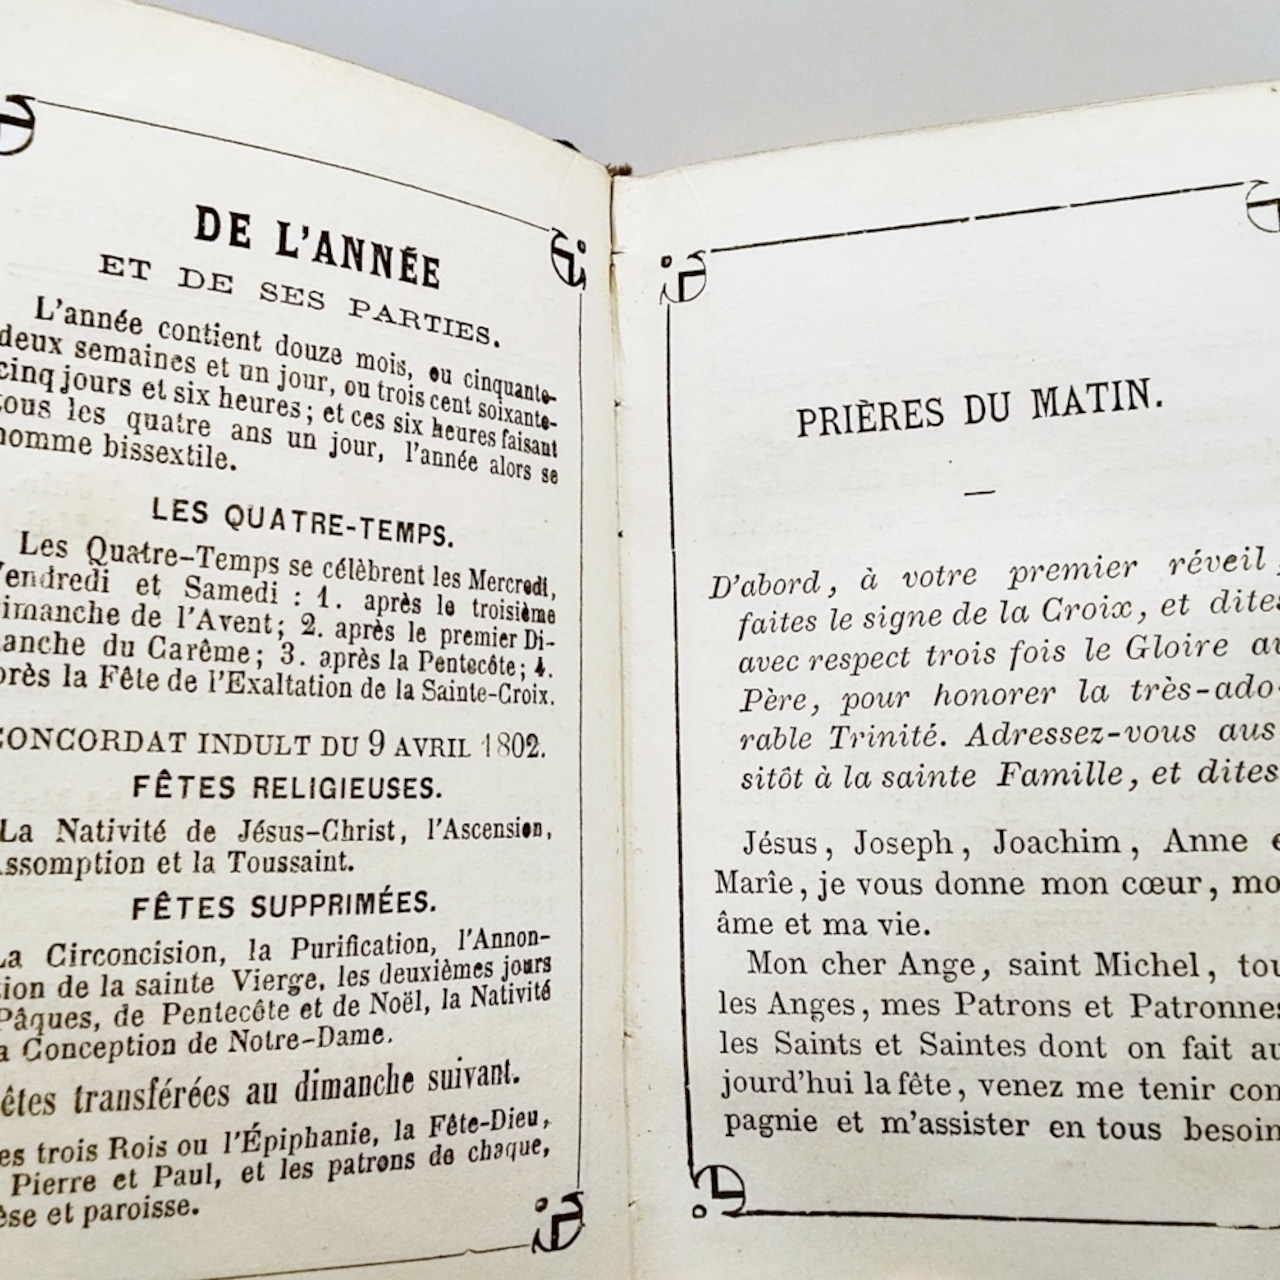 DE L'ANNÉE
ET DE SES PARTIES.
L'année contient douze mois, ou cinquante-
deux semaines et un jour, ou trois cent soixante-
cinq jours et six heures; et ces six heures faisant
tous les quatre ans un jour, l'année alors se
nomme bissextile.
LES QUATRE-TEMPS.
Les Quatre-Temps se célèbrent les Mercredi,
Vendredi et Samedi : 1. après le troisième
imanche de l'Avent; 2. après le premier Di-
anche du Carême; 3. après la Pentecôte; 4.
près la Fête de l'Exaltation de la Sainte-Croix.
CONCORDAT INDULT DU 9 AVRIL 1802.
FÊTES RELIGIEUSES.
La Nativité de Jésus-Christ, l'Ascension,
ssomption et la Toussaint.
FÊTES SUPPRIMÉES.
La Circoncision, la Purification, l'Annon-
tion de la sainte Vierge, les deuxièmes jours
Pâques, de Pentecôte et de Noël, la Nativité
a Conception de Notre-Dame.
êtes transférées au dimanche suivant.
es trois Rois ou l'Épiphanie, la Fête-Dieu,
Pierre et Paul, et les patrons de chaque,
èse et paroisse.
PRIÈRES DU MATIN.
—
D'abord, à votre premier réveil,
faites le signe de la Croix, et dites
avec respect trois fois le Gloire au
Père, pour honorer la très-ado-
rable Trinité. Adressez-vous aus-
sitôt à la sainte Famille, et dites
Jésus, Joseph, Joachim, Anne e
Marîe, je vous donne mon cœur, mo
âme et ma vie.
Mon cher Ange, saint Michel, tou
les Anges, mes Patrons et Patronnes
les Saints et Saintes dont on fait au
jourd'hui la fête, venez me tenir com
pagnie et m'assister en tous besoin